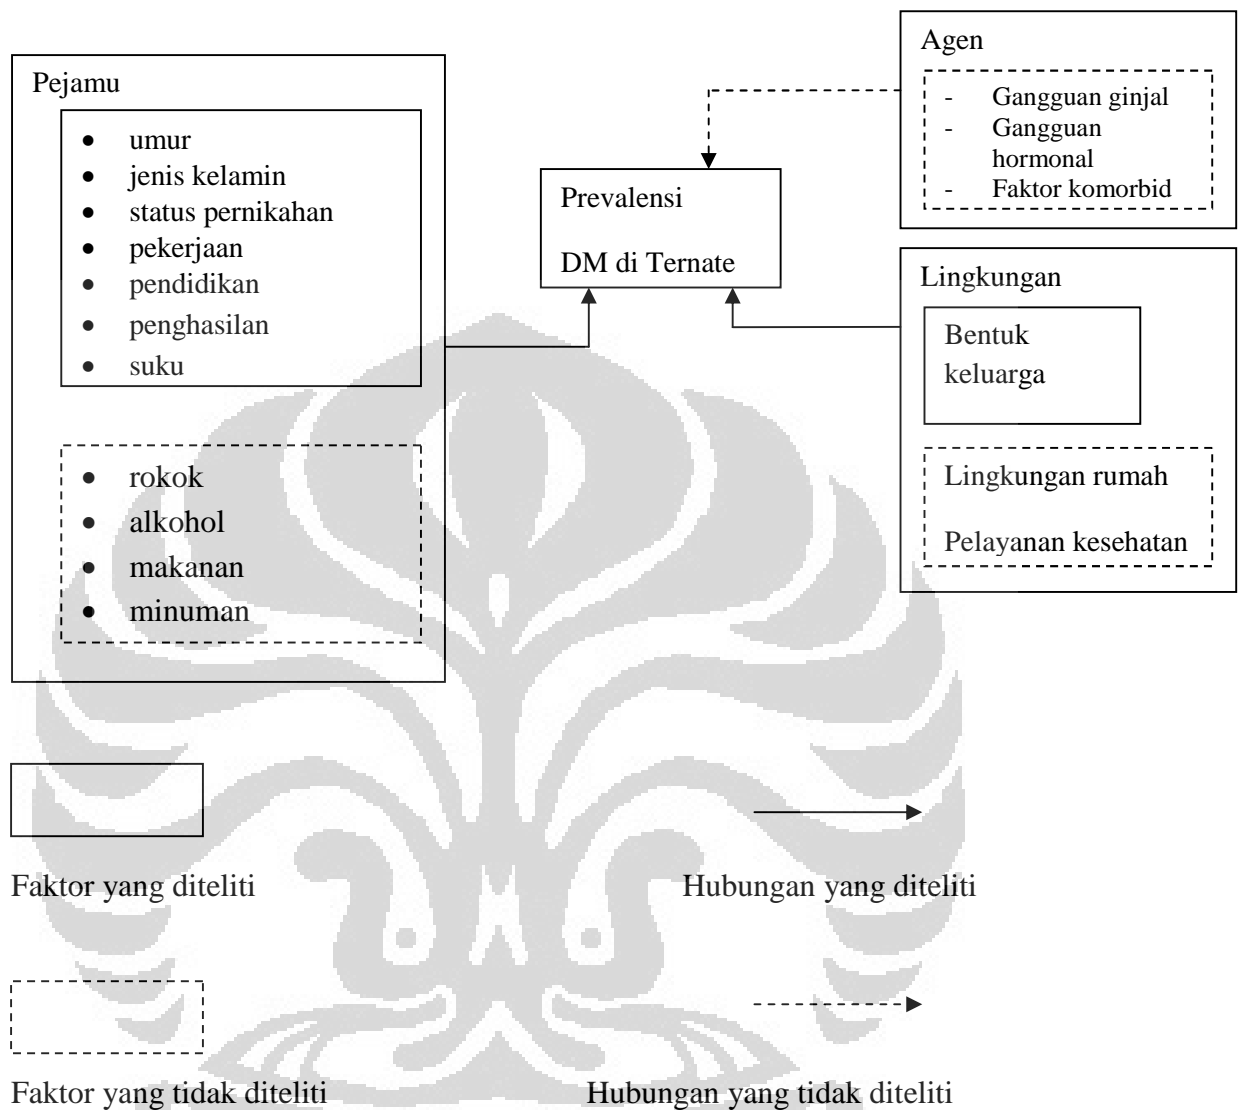 Pejamu
• umur
• jenis kelamin
• status pernikahan
• pekerjaan
• pendidikan
• penghasilan
• suku
• rokok
• alkohol
• makanan
• minuman
Prevalensi
DM di Ternate
Agen
- Gangguan ginjal
- Gangguan
hormonal
- Faktor komorbid
Lingkungan
Bentuk
keluarga
Lingkungan rumah
Pelayanan kesehatan
Faktor yang diteliti
Hubungan yang diteliti
Faktor yang tidak diteliti
Hubungan yang tidak diteliti